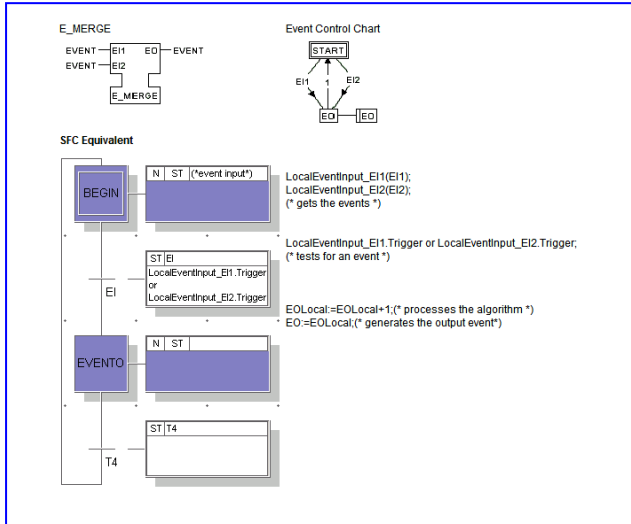 E_MERGE
Event Control Chart
EVENT EI1 EO EVENT
EVENT EI2
E_MERGE
START
EI1 1 EI2
EO EO
SFC Equivalent
BEGIN
N ST (*event input*)
LocalEventInput_EI1(EI1);
LocalEventInput_EI2(EI2);
(* gets the events *)
LocalEventInput_EI1.Trigger or LocalEventInput_EI2.Trigger;
(* tests for an event *)
EI
ST EI
LocalEventInput_EI1.Trigger
or
LocalEventInput_EI2.Trigger
EOLocal:=EOLocal+1;(* processes the algorithm *)
EO:=EOLocal;(* generates the output event*)
EVENTO
N ST
T4
ST T4